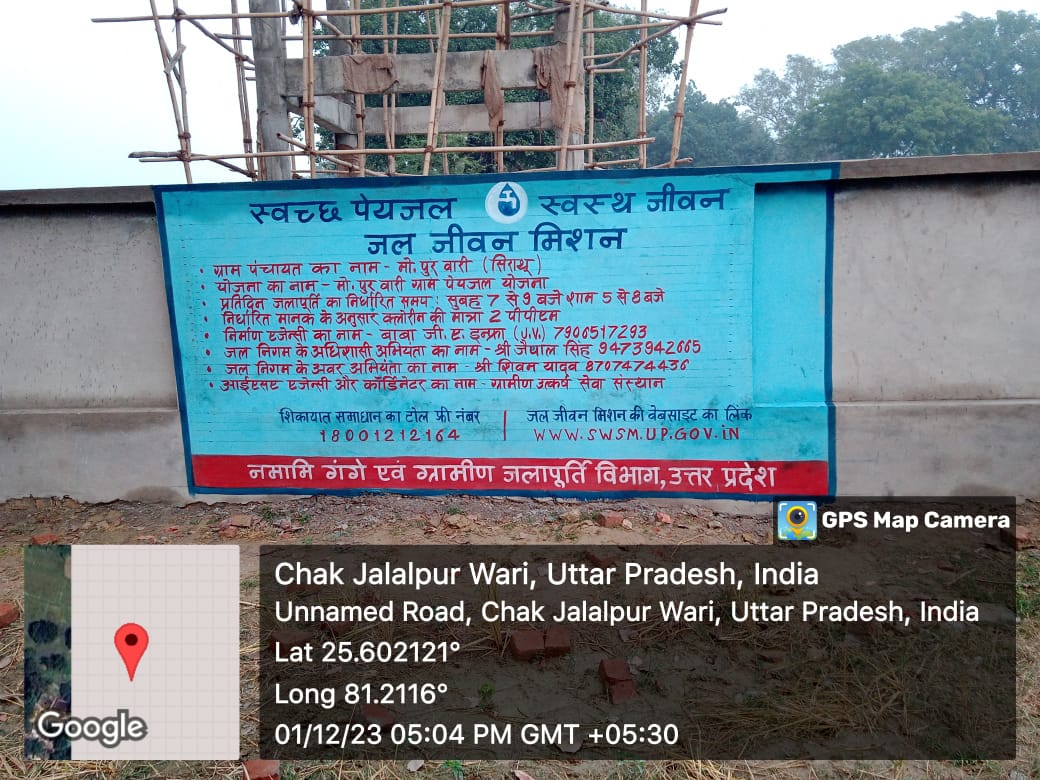 स्वच्छ पेयजल स्वस्थ जीवन
जल जीवन मिशन
• ग्राम पंचायत का नाम - मो. पुर वारी (सिराथू)
• योजना का नाम - मो. पुर वारी ग्राम पेयजल योजना
• प्रतिदिन जलापूर्ति का निर्धारित समय : सुबह 7 से 9 बजे शाम 5 से 8 बजे
• निर्धारित मानक के अनुसार क्लोरीन की मात्रा 2 पीपीएम
• निर्माण एजेन्सी का नाम - बाबा जी. ए. इन्फ्रा (J.V.) 7906517293
• जल निगम के अधिशासी अभियंता का नाम - श्री जैपाल सिंह 9473942665
• जल निगम के अवर अभियंता का नाम - श्री शिवम यादव 8707474436
• आईएसए एजेन्सी और कॉर्डिनेटर का नाम - ग्रामीण उत्कर्ष सेवा संस्थान
शिकायत समाधान का टोल फ्री नंबर | जल जीवन मिशन की वेबसाइट का लिंक
18001212164 | WWW.SWSM.UP.GOV.iN
नमामि गंगे एवं ग्रामीण जलापूर्ति विभाग, उत्तर प्रदेश
GPS Map Camera
Chak Jalalpur Wari, Uttar Pradesh, India
Unnamed Road, Chak Jalalpur Wari, Uttar Pradesh, India
Lat 25.602121°
Long 81.2116°
01/12/23 05:04 PM GMT +05:30
Google